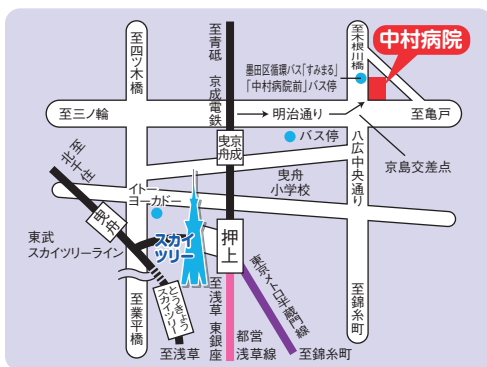 至四ツ木橋
至青砥
京成電鉄
至木根川橋
中村病院
墨田区循環バス「すみまる」
「中村病院前」バス停
至三ノ輪
明治通り
至亀戸
バス停
京成曳舟
京島交差点
八広中央通り
曳舟
小学校
至北千住
イトー
ヨーカドー
曳舟
東武
スカイツリーライン
スカイ
ツリー
押上
とうきょう
スカイツリー
至業平橋
至浅草
至浅草
東銀座
都営
浅草線
東京メトロ半蔵門線
至錦糸町
至錦糸町